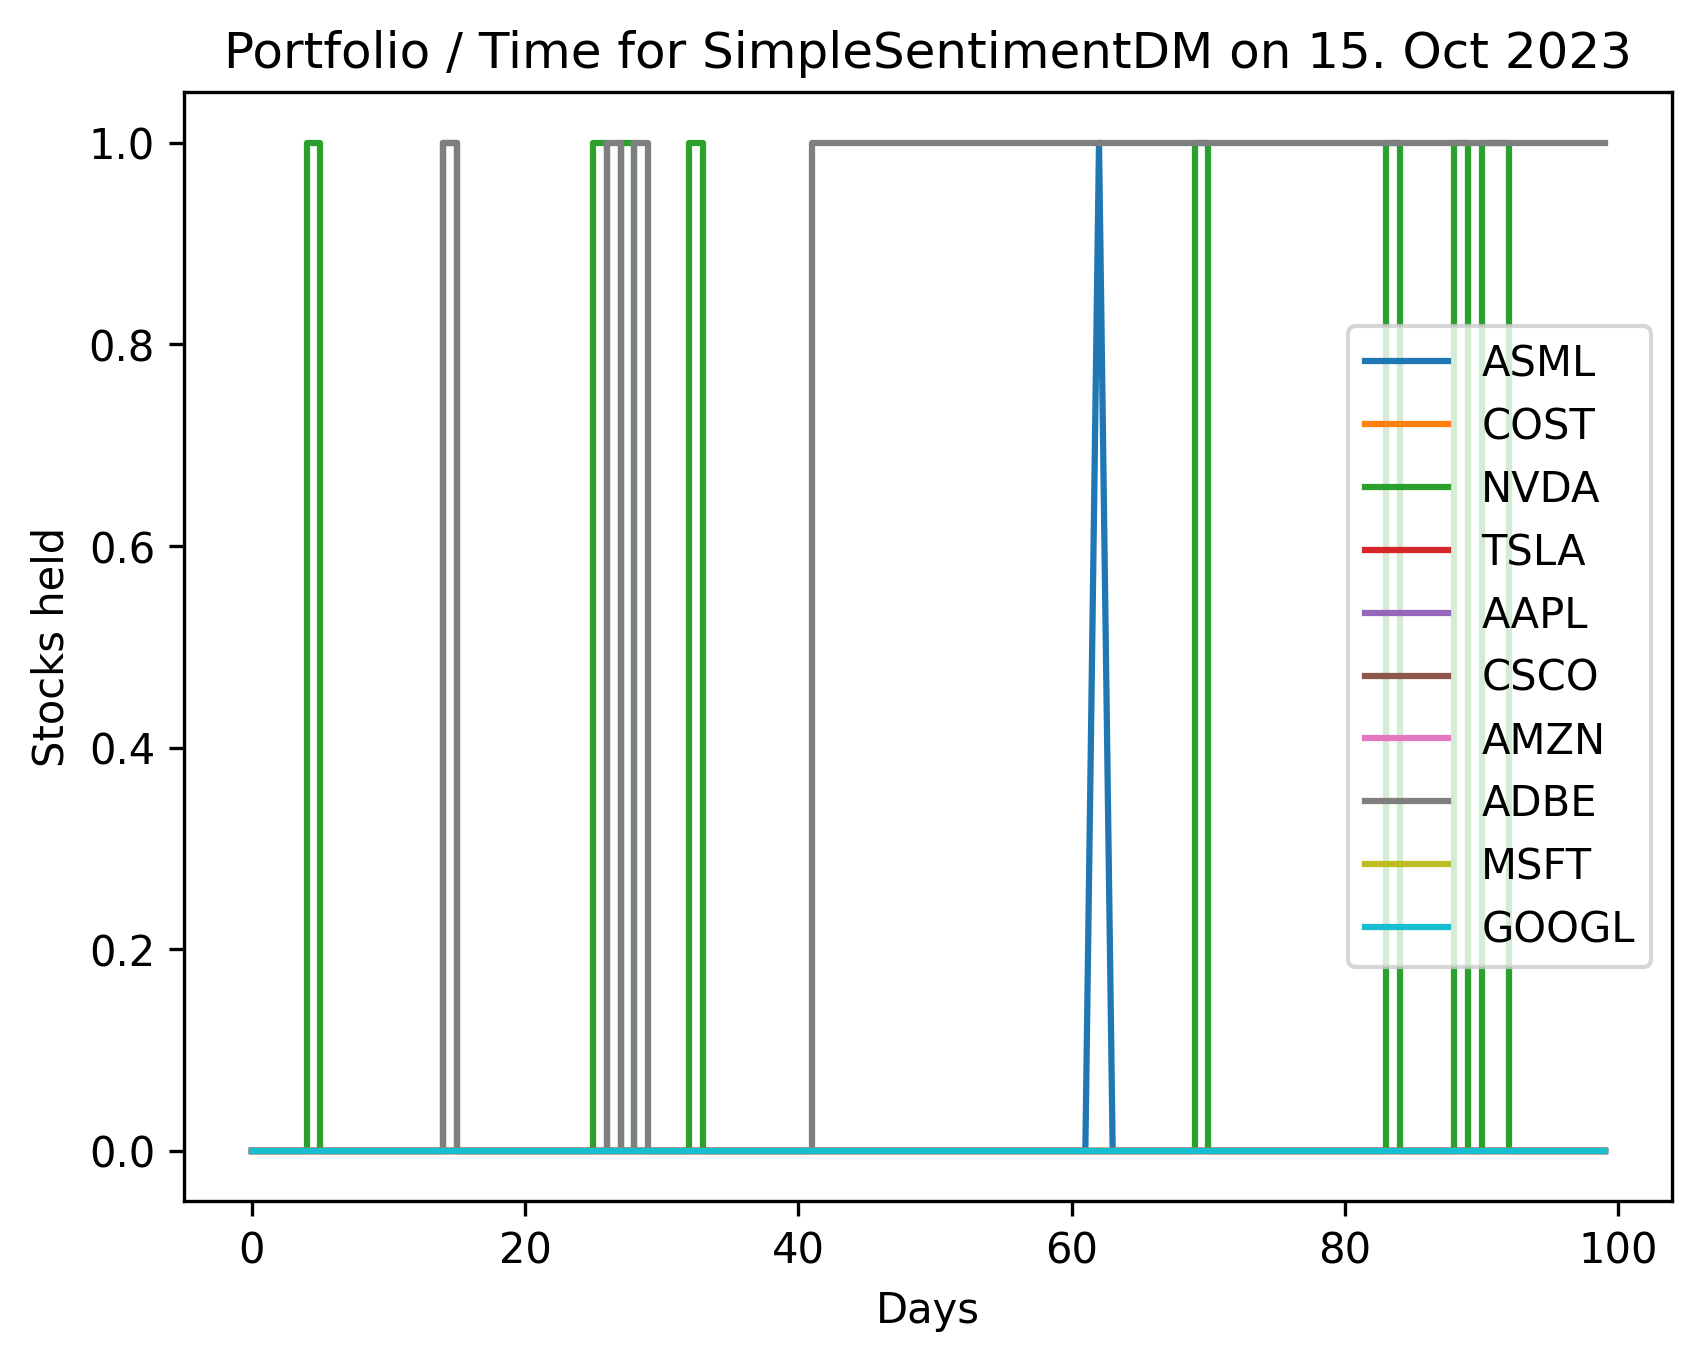 Portfolio / Time for SimpleSentimentDM on 15. Oct 2023
Stocks held
1.0
0.8
0.6
0.4
0.2
0.0
ASML
COST
NVDA
TSLA
AAPL
CSCO
AMZN
ADBE
MSFT
GOOGL
0 20 40 60 80 100
Days